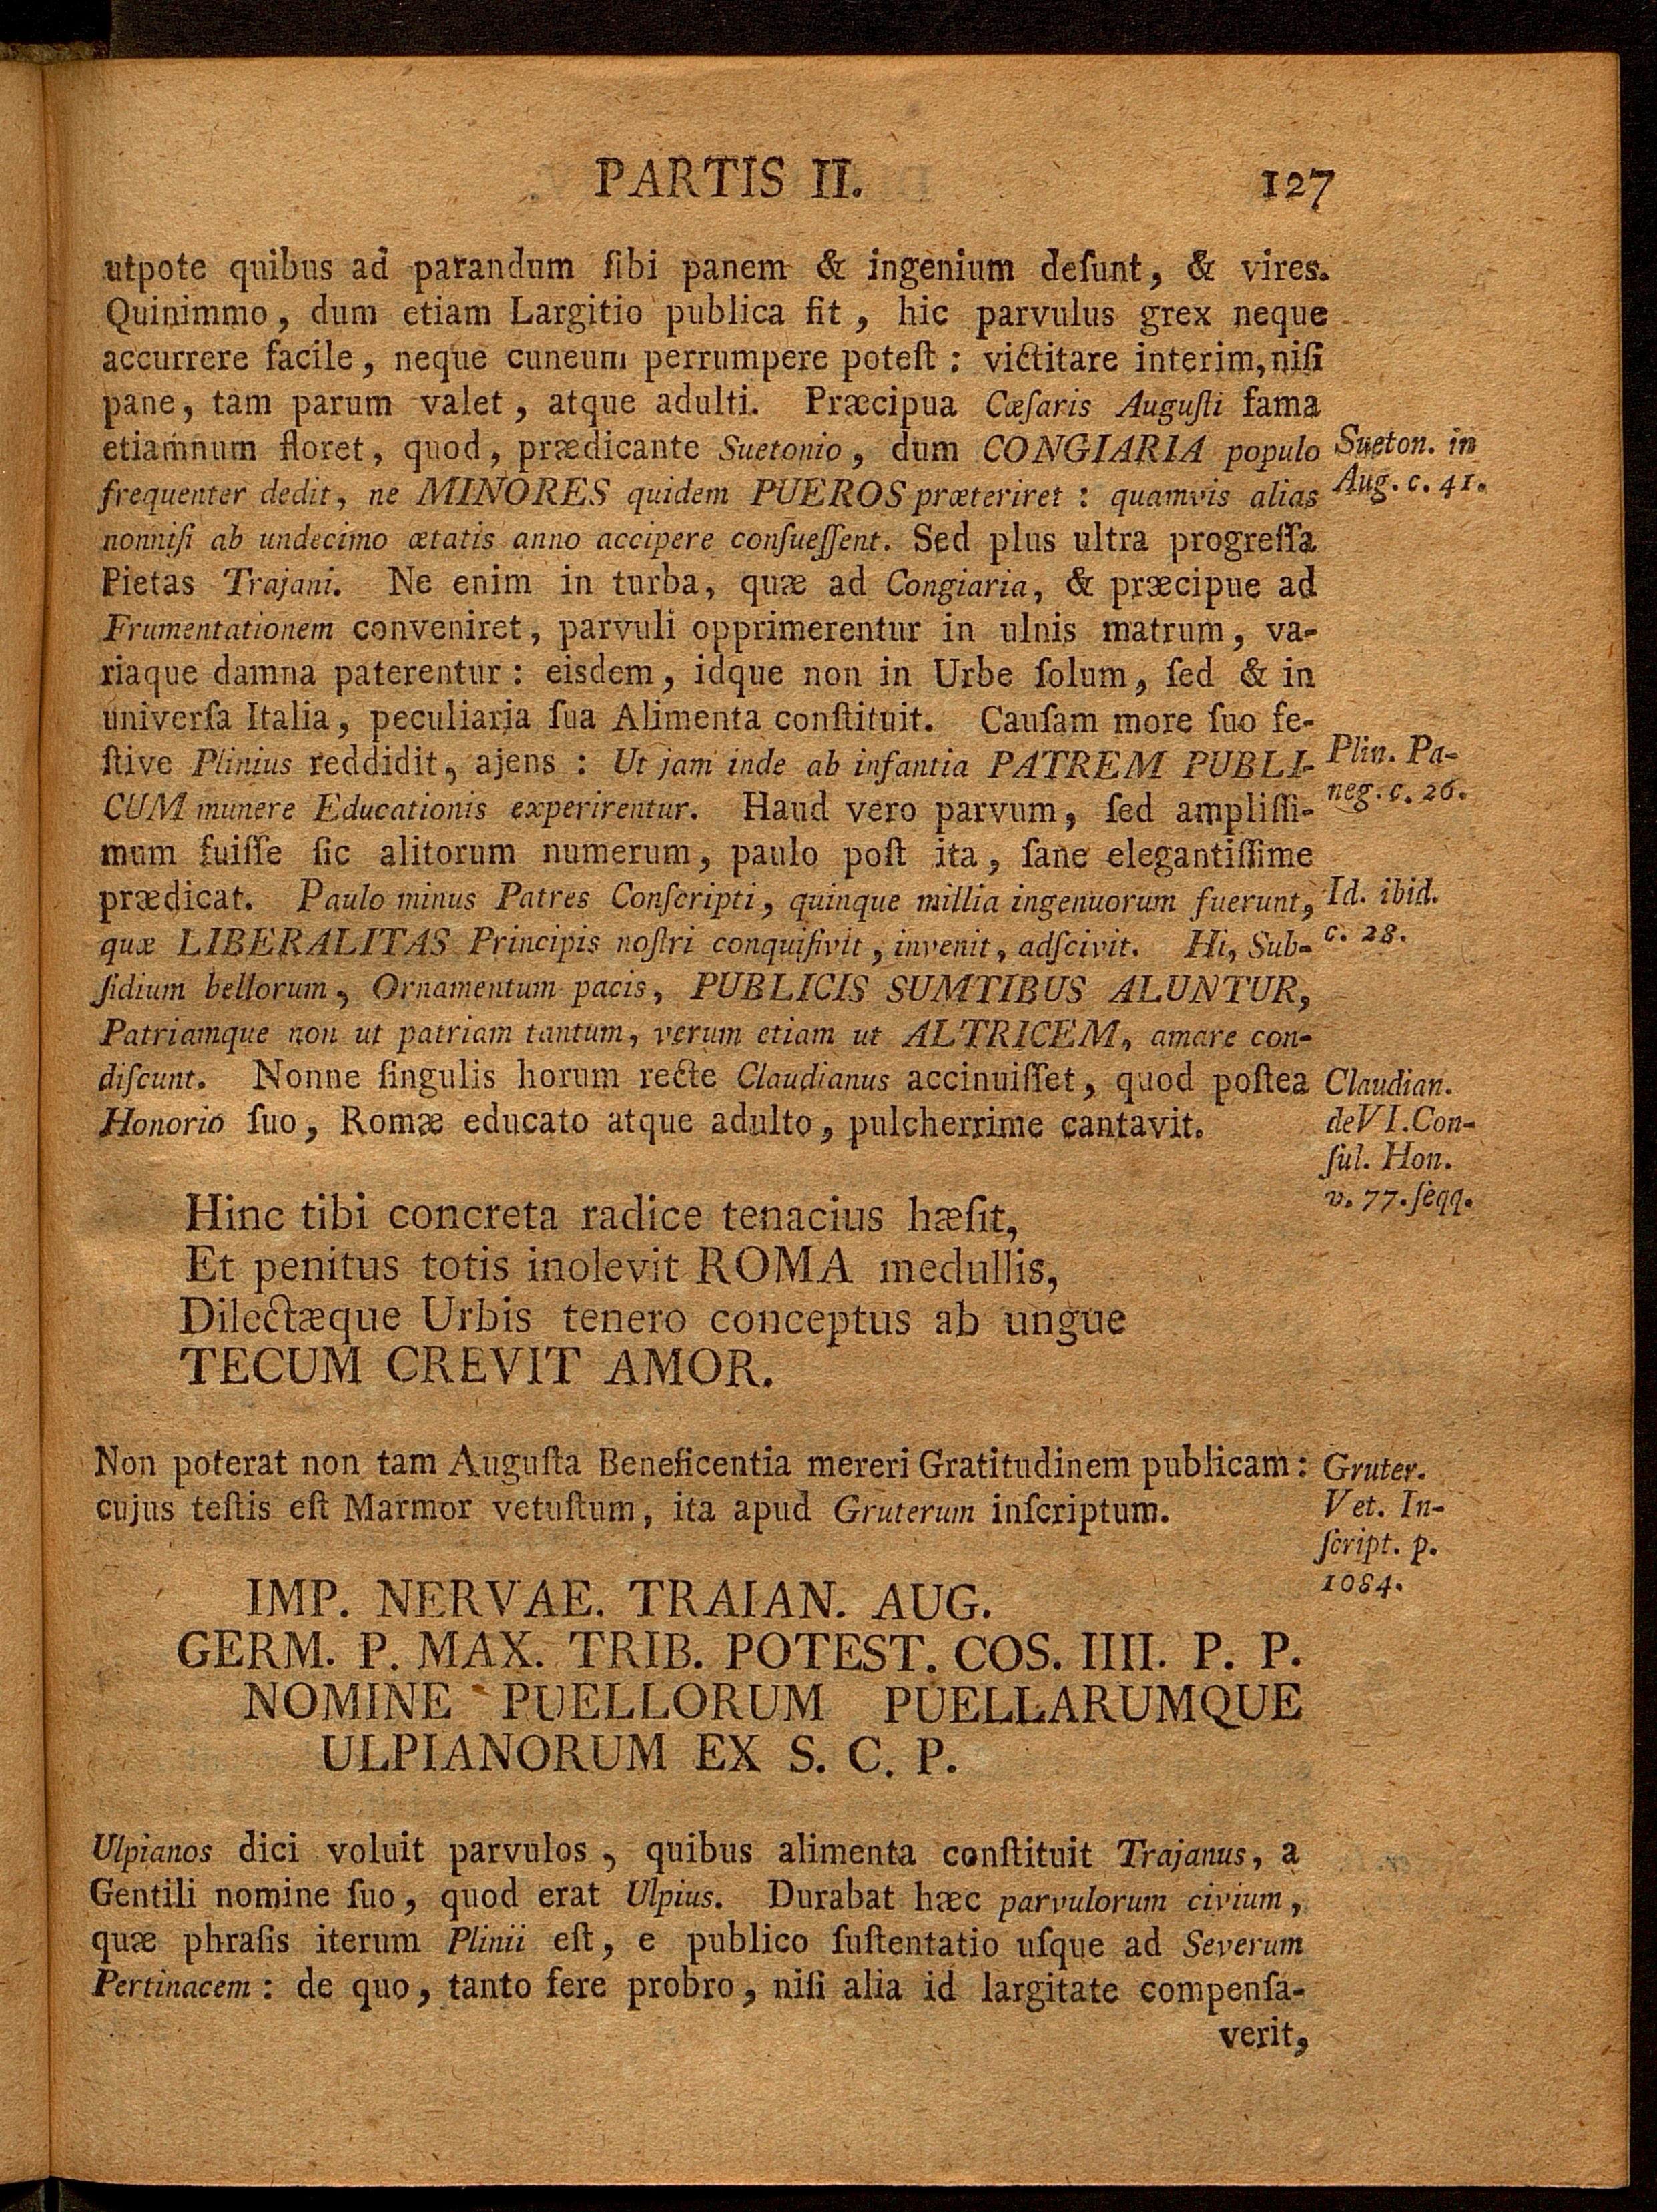 PARTIS II. 127
utpote quibus ad parandum ſibi panem & ingenium deſunt, & vires.
Quinimmo, dum etiam Largitio publica fit, hic parvulus grex neque
accurrere facile, neque cuneum perrumpere poteſt: victitare interim, niſi
pane, tam parum valet, atque adulti. Præcipua Cæſaris Auguſti fama
etiamnum floret, quod, prædicante Suetonio, dum CONGIARIA populo
frequenter dedit, ne MINORES quidem PUEROS præteriret: quamvis alias
nonniſi ab undecimo ætatis anno accipere conſueſſent. Sed plus ultra progreſſa
Pietas Trajani. Ne enim in turba, quæ ad Congiaria, & præcipue ad
Frumentationem conveniret, parvuli opprimerentur in ulnis matrum, va-
riaque damna paterentur: eisdem, idque non in Urbe ſolum, ſed & in
univerſa Italia, peculiaria ſua Alimenta conſtituit. Cauſam more ſuo fe-
ſtive Plinius reddidit, ajens: Ut jam inde ab infantia PATREM PUBLI-
CUM munere Educationis experirentur. Haud vero parvum, ſed ampliſſi-
mum fuiſſe ſic alitorum numerum, paulo poſt ita, ſane elegantiſſime
prædicat. Paulo minus Patres Conſcripti, quinque millia ingenuorum fuerunt,
quæ LIBERALITAS Principis noſtri conquiſivit, invenit, adſcivit. Hi, Sub-
ſidium bellorum, Ornamentum pacis, PUBLICIS SUMTIBUS ALUNTUR,
Patriamque non ut patriam tantum, verum etiam ut ALTRICEM, amare con-
diſcunt. Nonne ſingulis horum recte Claudianus accinuiſſet, quod poſtea
Honorio ſuo, Romæ educato atque adulto, pulcherrime cantavit.
Sueton. in
Aug. c. 41.
Plin. Pa-
neg. c. 26.
Id. ibid.
c. 28.
Claudian.
de VI. Con-
ſul. Hon.
v. 77. ſeqq.
Hinc tibi concreta radice tenacius hæſit,
Et penitus totis inolevit ROMA medullis,
Dilectæque Urbis tenero conceptus ab ungue
TECUM CREVIT AMOR.
Non poterat non tam Auguſta Beneficentia mereri Gratitudinem publicam:
cujus teſtis eſt Marmor vetuſtum, ita apud Gruterum inſcriptum.
Gruter.
Vet. In-
ſcript. p.
1084.
IMP. NERVAE. TRAIAN. AUG.
GERM. P. MAX. TRIB. POTEST. COS. IIII. P. P.
NOMINE PUELLORUM PUELLARUMQUE
ULPIANORUM EX S. C. P.
Ulpianos dici voluit parvulos, quibus alimenta conſtituit Trajanus, a
Gentili nomine ſuo, quod erat Ulpius. Durabat hæc parvulorum civium,
quæ phraſis iterum Plinii eſt, e publico ſuſtentatio uſque ad Severum
Pertinacem: de quo, tanto fere probro, niſi alia id largitate compenſa-
verit,